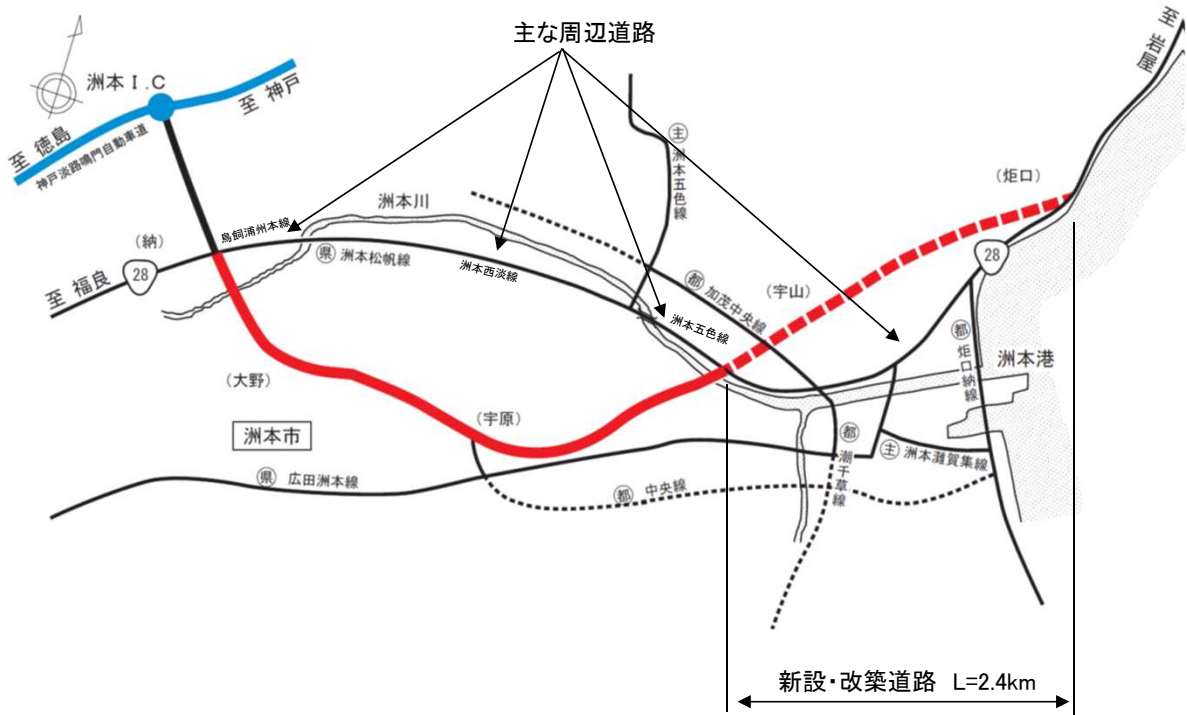 主な周辺道路
至 岩屋
洲本 I.C
至 神戸
至 徳島
神戸淡路鳴門自動車道
主 洲本五色線
(炬口)
洲本川
鳥飼浦州本線
(納)
28
県 洲本松帆線
洲本西淡線
至 福良
28
都 加茂中央線
(宇山)
洲本五色線
都 炬口納線
洲本港
(大野)
(宇原)
洲本市
都 潮干草線
主 洲本灘賀集線
県 広田洲本線
都 中央線
新設・改築道路 L=2.4km